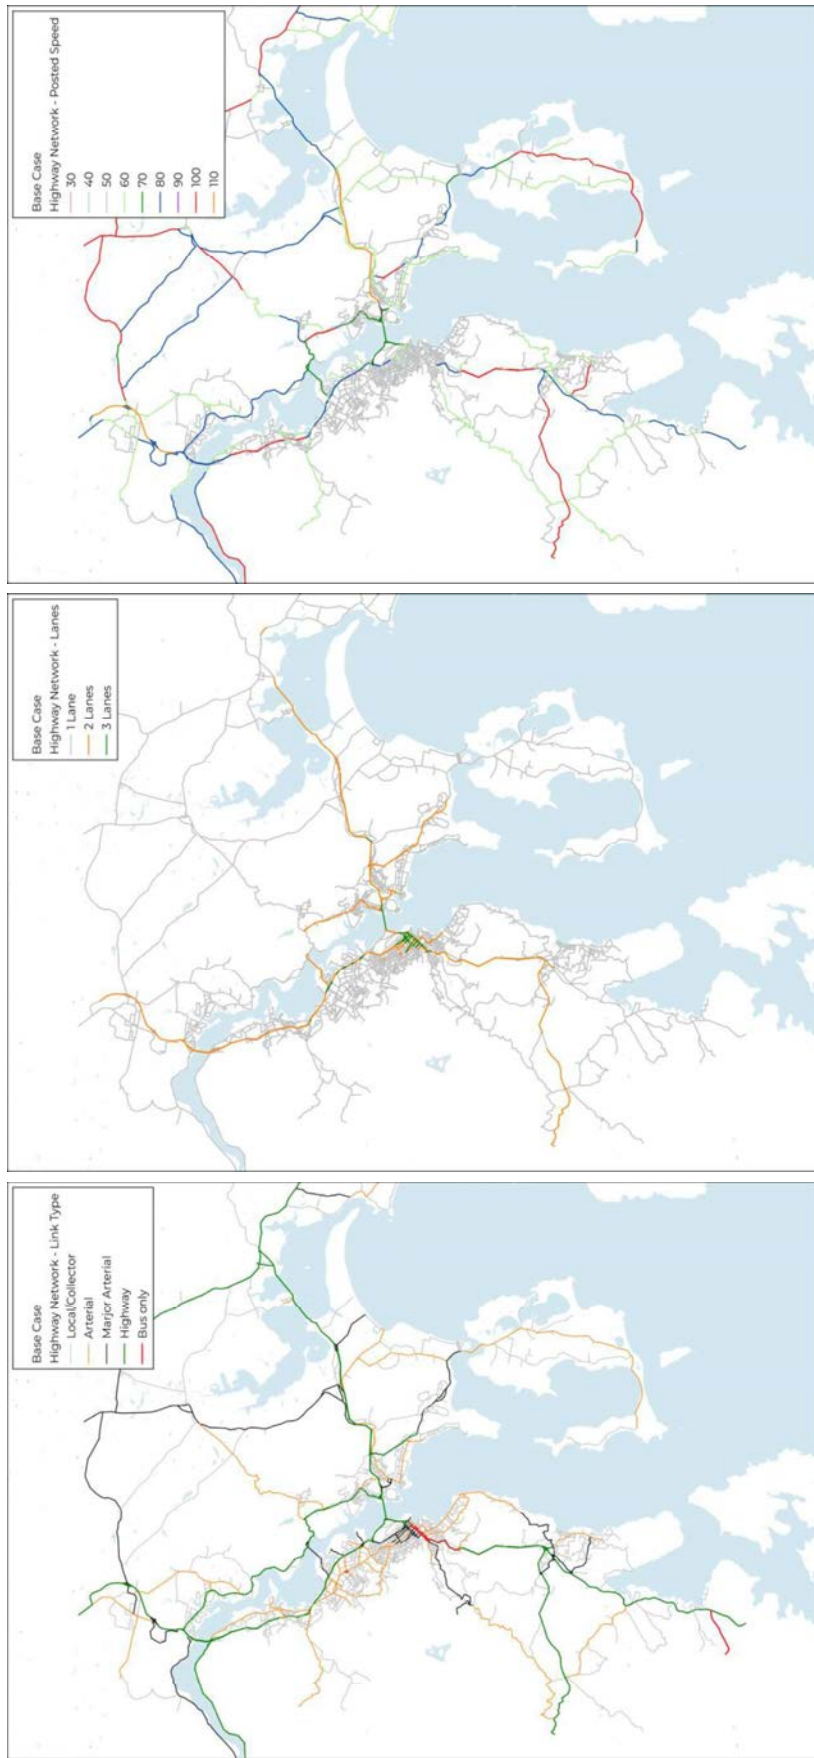 Base Case
Highway Network - Posted Speed
30
40
50
60
70
80
90
100
110
Base Case
Highway Network - Lanes
1 Lane
2 Lanes
3 Lanes
Base Case
Highway Network - Link Type
Local/Collector
Arterial
Marjor Arterial
Highway
Bus only